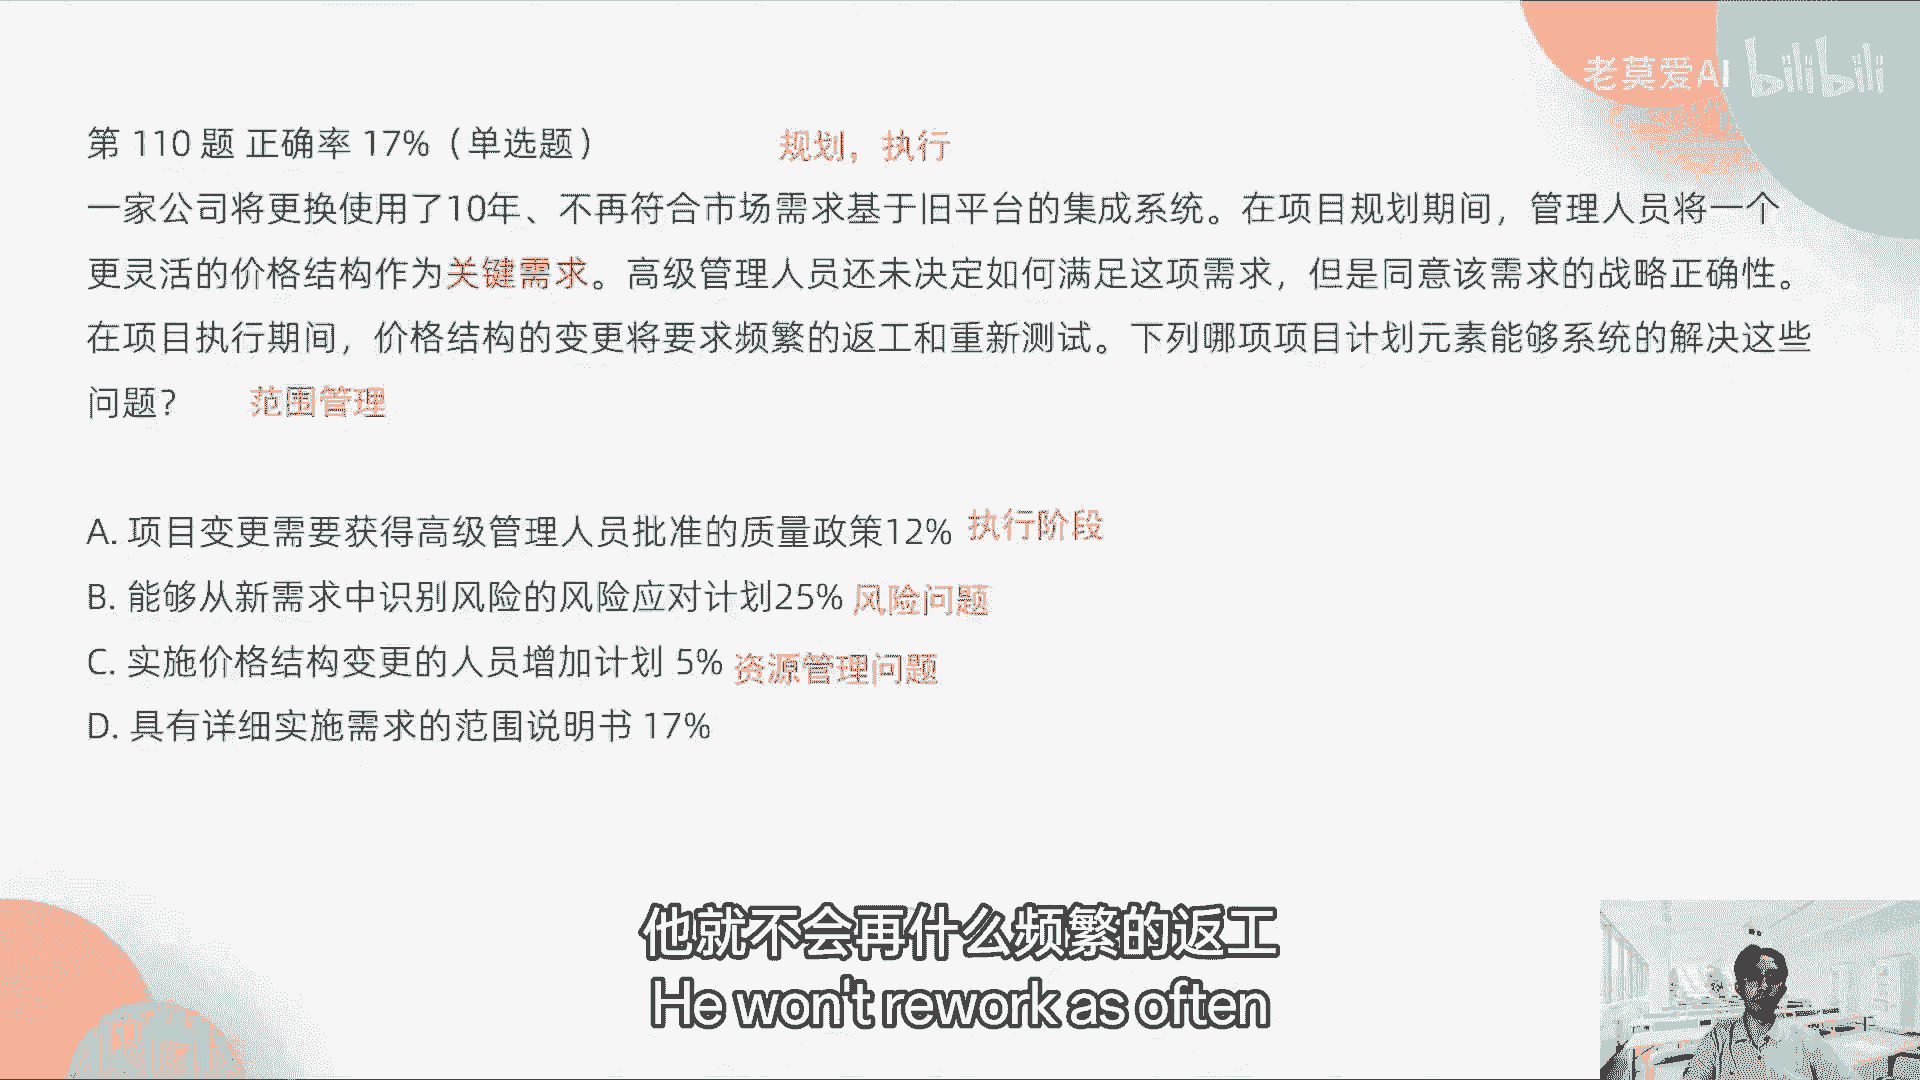 老莫爱AI bilibili
第 110 题 正确率 17%（单选题） 规划，执行
一家公司将更换使用了10年、不再符合市场需求基于旧平台的集成系统。在项目规划期间，管理人员将一个
更灵活的价格结构作为关键需求。高级管理人员还未决定如何满足这项需求，但是同意该需求的战略正确性。
在项目执行期间，价格结构的变更将要求频繁的返工和重新测试。下列哪项项目计划元素能够系统的解决这些
问题？ 范围管理
A. 项目变更需要获得高级管理人员批准的质量政策12% 执行阶段
B. 能够从新需求中识别风险的风险应对计划25% 风险问题
C. 实施价格结构变更的人员增加计划 5% 资源管理问题
D. 具有详细实施需求的范围说明书 17%
他就不会再什么频繁的返工
He won't rework as often